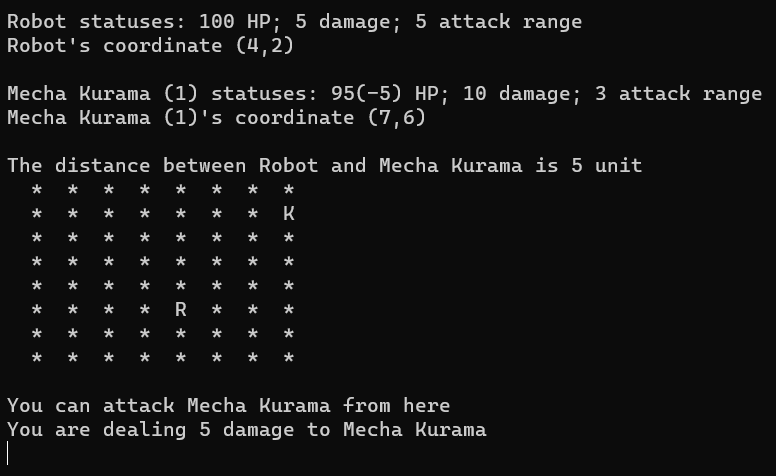 Robot statuses: 100 HP; 5 damage; 5 attack range
Robot's coordinate (4,2)
Mecha Kurama (1) statuses: 95(-5) HP; 10 damage; 3 attack range
Mecha Kurama (1)'s coordinate (7,6)
The distance between Robot and Mecha Kurama is 5 unit
* * * * * * * *
* * * * * * * K
* * * * * * * *
* * * * * * * *
* * * * * * * *
* * * * R * * *
* * * * * * * *
* * * * * * * *
You can attack Mecha Kurama from here
You are dealing 5 damage to Mecha Kurama